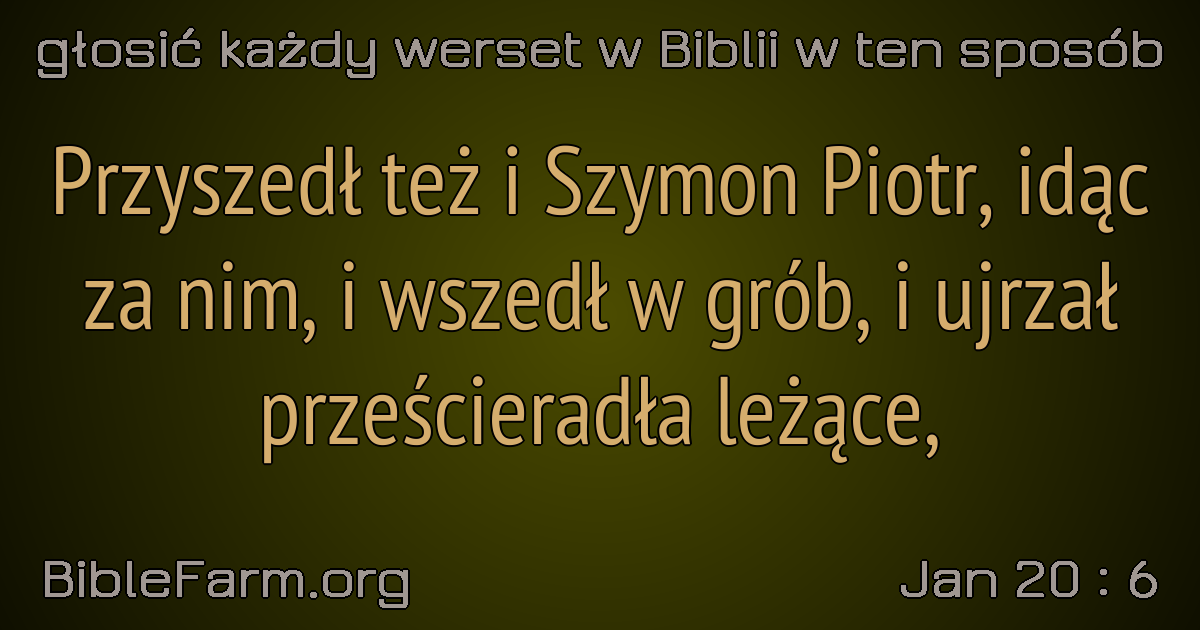 głosić każdy werset w Biblii w ten sposób
Przyszedł też i Szymon Piotr, idąc
za nim, i wszedł w grób, i ujrzał
prześcieradła leżące,
BibleFarm.org
Jan 20 : 6